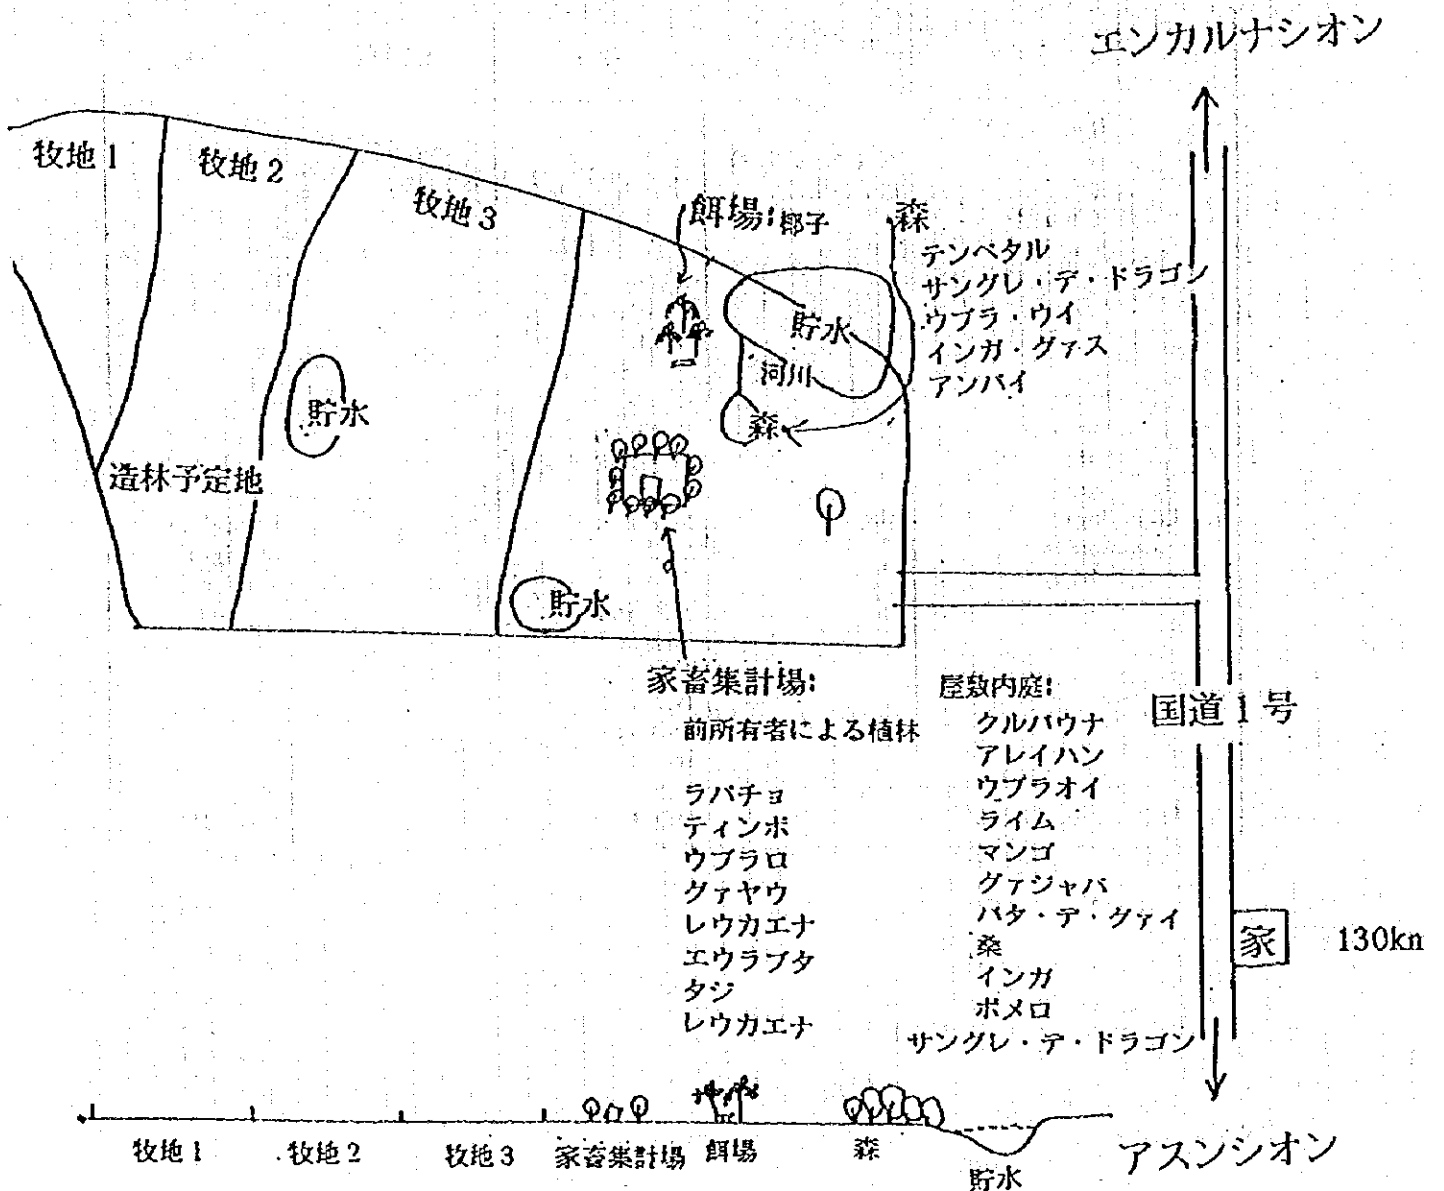 エンカルナシオン
牧地1
牧地2
牧地3
餌場:椰子
森
テンペタル
サングレ・デ・ドラゴン
ウブラ・ウイ
インガ・グァス
アンバイ
貯水
河川
森
貯水
造林予定地
貯水
家畜集計場:
前所有者による植林
ラパチョ
ティンボ
ウブラロ
グァヤウ
レウカエナ
エウラプタ
タジ
レウカエナ
屋敷内庭:
クルパウナ
アレイハン
ウブラオイ
ライム
マンゴ
グァジャバ
パタ・デ・グァイ
桑
インガ
ポメロ
サングレ・デ・ドラゴン
国道1号
家
130kn
牧地1
牧地2
牧地3
家畜集計場
餌場
森
貯水
アスンシオン